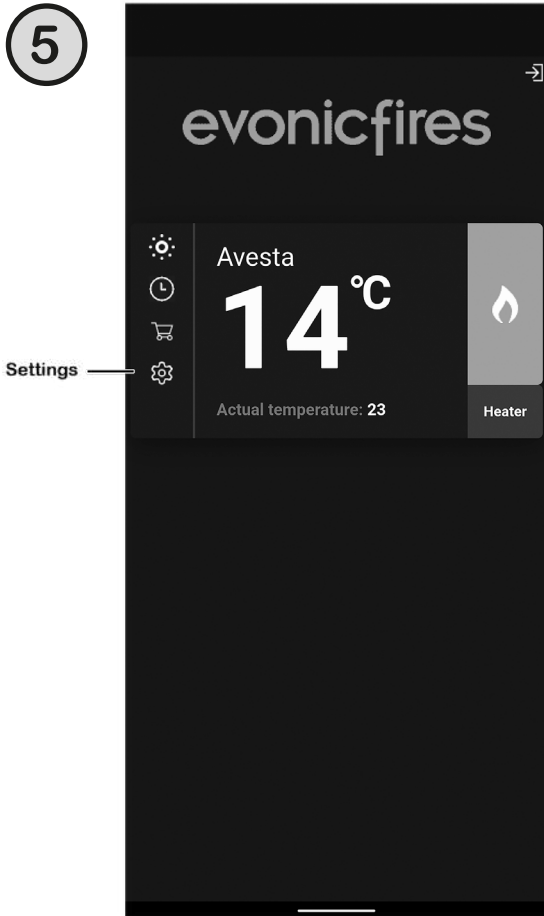 5
evonicfires
Avesta
14°C
Settings
Actual temperature: 23
Heater